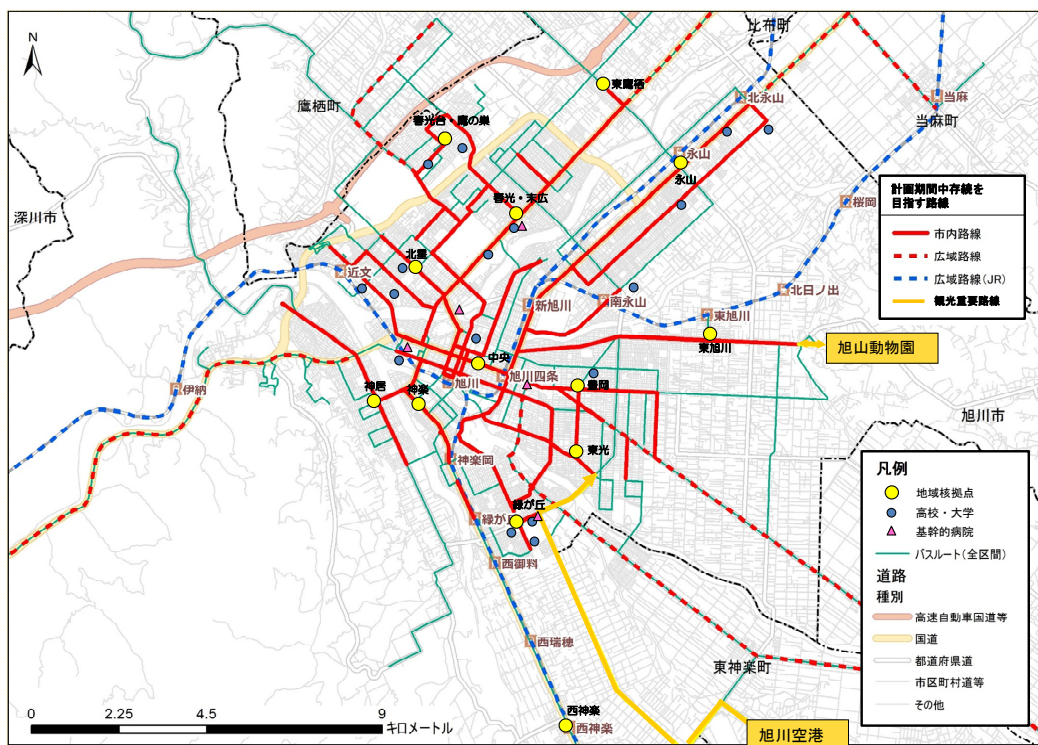 N
比布町
東鷹栖
北永山
当麻
当麻町
鷹栖町
春光台・鷹の巣
永山
永山
深川市
春光・末広
桜岡
計画期間中存線を
目指す路線
市内路線
広域路線
広域路線(JR)
観光重要路線
北星
近文
新旭川
南永山
北日ノ出
東旭川
東旭川
旭山動物園
中央
旭川
旭川四条
豊岡
伊納
神居
神楽
旭川市
東光
神楽岡
緑が丘
緑が丘
西御料
西瑞穂
東神楽町
西神楽
西神楽
旭川空港
凡例
地域核拠点
高校・大学
基幹的病院
バスルート(全区間)
道路
種別
高速自動車国道等
国道
都道府県道
市区町村道等
その他
0 2.25 4.5 9
キロメートル